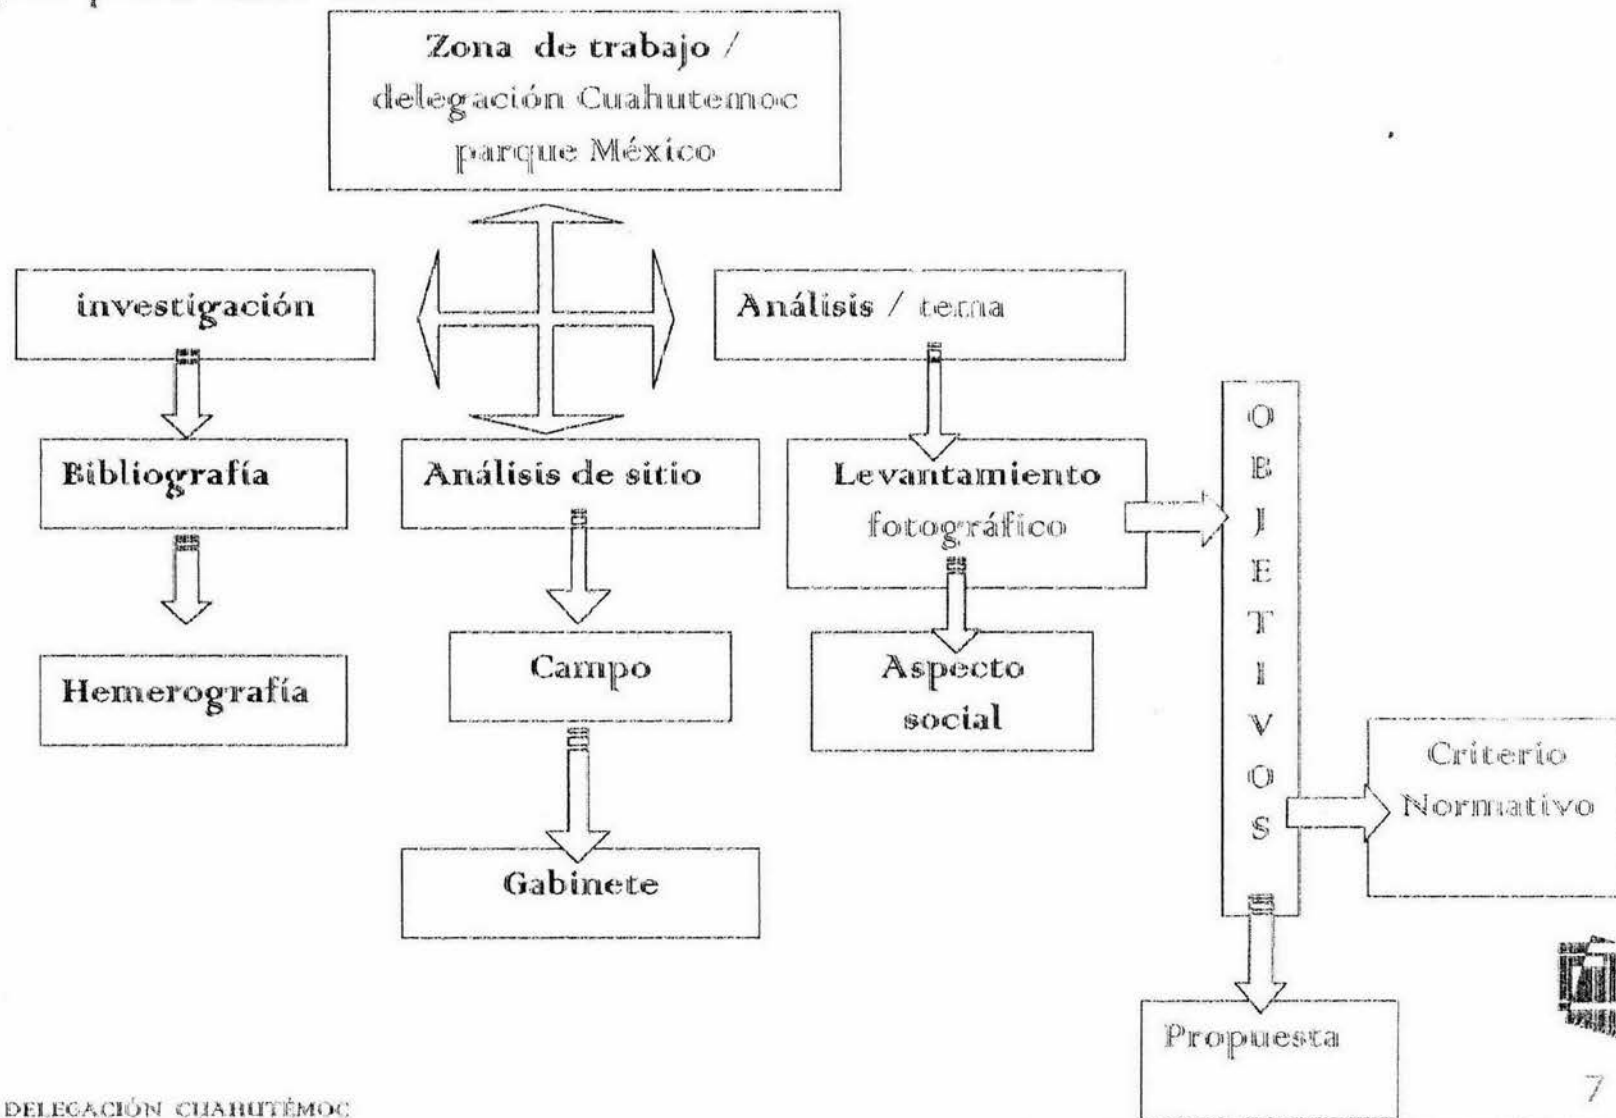 Zona de trabajo /
delegación Cuahutemoc
parque México
investigación
Análisis / tema
Bibliografía
Análisis de sitio
Levantamiento
fotográfico
Hemerografía
Campo
Aspecto
social
Gabinete
O
B
J
E
T
I
V
O
S
Criterio
Normativo
Propuesta
7
DELEGACIÓN CUAHUTÉMOC